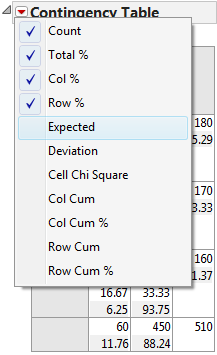 Contingency Table
Count
Total %
Col %
Row %
Expected
Deviation
Cell Chi Square
Col Cum
Col Cum %
Row Cum
Row Cum %
180
5.29
170
3.33
160
1.37
16.67 33.33
6.25 93.75
60 450 510
11.76 88.24